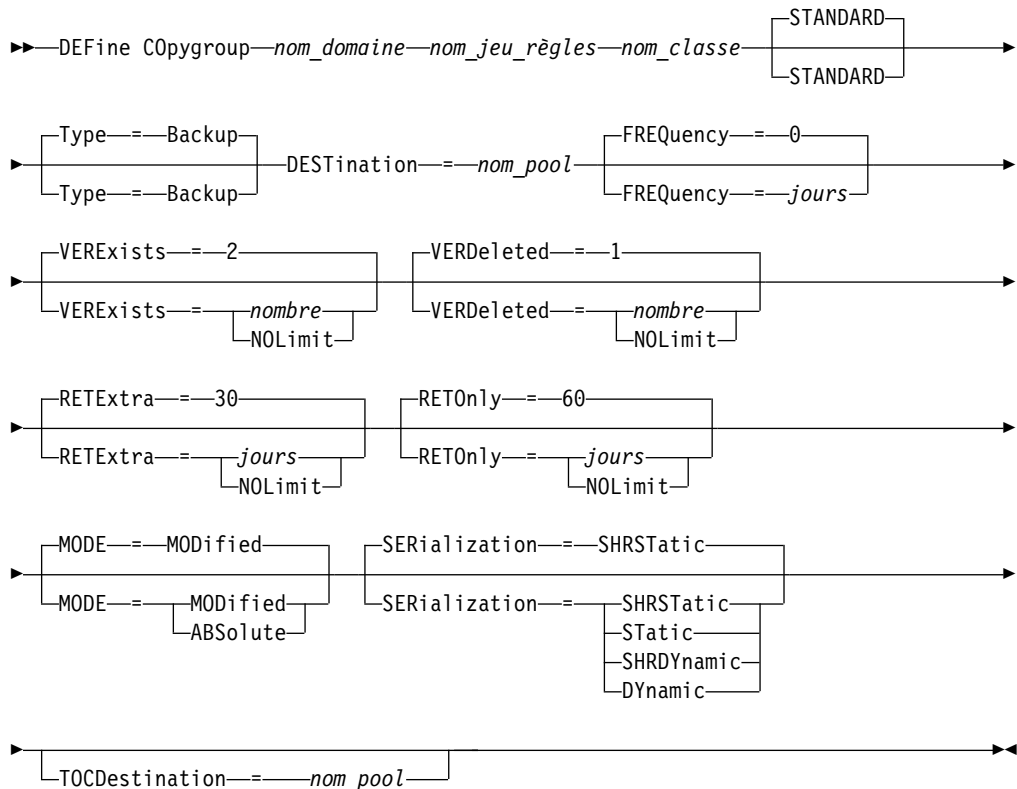 STANDARD
DEFine COpygroup nom_domaine nom_jeu_règles nom_classe
STANDARD
Type = Backup FREQuency = 0
DESTination = nom_pool
Type = Backup FREQuency = jours
VERExists = 2 VERDeleted = 1
VERExists = nombre VERDeleted = nombre
NOLimit NOLimit
RETExtra = 30 RETOnly = 60
RETExtra = jours RETOnly = jours
NOLimit NOLimit
MODE = MODified SERialization = SHRSTatic
MODE = MODified SERialization = SHRSTatic
ABSolute STatic
SHRDYnamic
DYnamic
TOCDestination = nom_pool